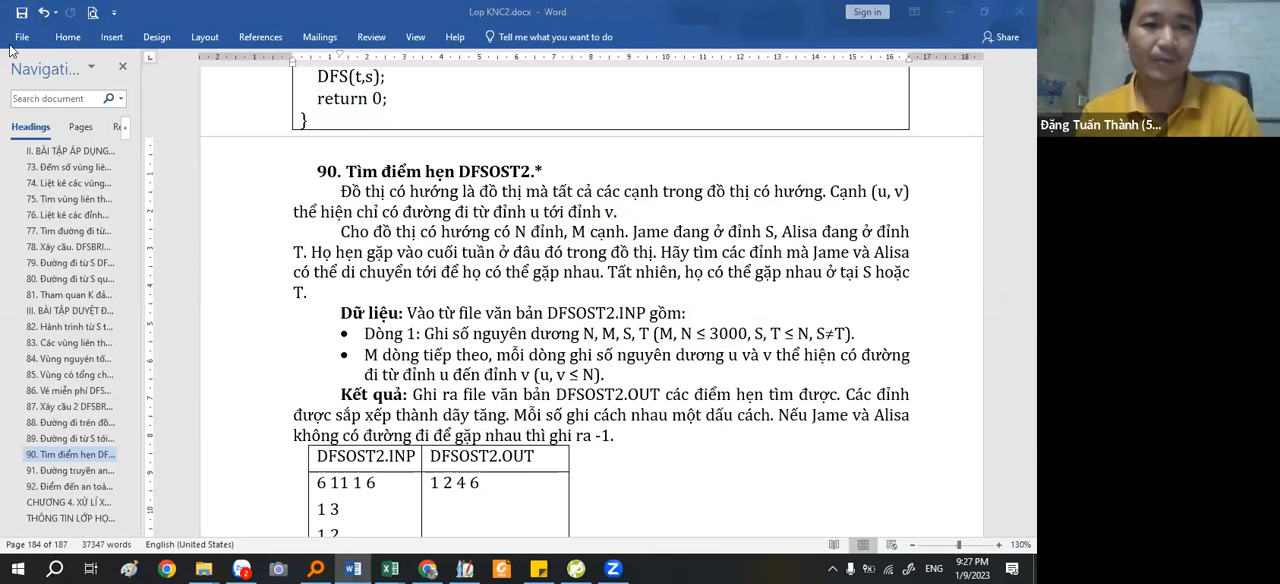 Lop KNC2.docx - Word
Sign in
File Home Insert Design Layout References Mailings Review View Help Tell me what you want to do
Share
Navigati...
Search document
Headings Pages Re
II. BÀI TẬP ÁP DỤNG...
73. Đếm số vùng liê...
74. Liệt kê các vùng...
75. Tìm vùng liên th...
76. Liệt kê các đỉnh...
77. Tìm đường từ đi...
78. Xây cầu. DFSBRI...
79. Đường đi từ S DF...
80. Đường đi từ S qu...
81. Tham quan K đả...
III. BÀI TẬP DUYỆT Đ...
82. Hành trình từ S t...
83. Các vùng liên th...
84. Vùng nguyên tố...
85. Vùng có tổng ch...
86. Vé miễn phí DFS...
87. Xây cầu 2 DFSBR...
88. Đường đi trên đồ...
89. Đường đi từ S tới...
90. Tìm điểm hẹn DF...
91. Đường truyền an...
92. Điểm đến an toà...
CHƯƠNG 4. XỬ LÍ X...
THÔNG TIN LỚP HỌ...
DFS(t,s);
return 0;
}
90. Tìm điểm hẹn DFSOST2.*
Đồ thị có hướng là đồ thị mà tất cả các cạnh trong đồ thị có hướng. Cạnh (u, v)
thể hiện chỉ có đường đi từ đỉnh u tới đỉnh v.
Cho đồ thị có hướng có N đỉnh, M cạnh. Jame đang ở đỉnh S, Alisa đang ở đỉnh
T. Họ hẹn gặp vào cuối tuần ở đâu đó trong đồ thị. Hãy tìm các đỉnh mà Jame và Alisa
có thể di chuyển tới để họ có thể gặp nhau. Tất nhiên, họ có thể gặp nhau ở tại S hoặc
T.
Dữ liệu: Vào từ file văn bản DFSOST2.INP gồm:
• Dòng 1: Ghi số nguyên dương N, M, S, T (M, N ≤ 3000, S, T ≤ N, S≠T).
• M dòng tiếp theo, mỗi dòng ghi số nguyên dương u và v thể hiện có đường
đi từ đỉnh u đến đỉnh v (u, v ≤ N).
Kết quả: Ghi ra file văn bản DFSOST2.OUT các điểm hẹn tìm được. Các đỉnh
được sắp xếp thành dãy tăng. Mỗi số ghi cách nhau một dấu cách. Nếu Jame và Alisa
không có đường đi để gặp nhau thì ghi ra -1.
DFSOST2.INP DFSOST2.OUT
6 11 1 6 1 2 4 6
1 3
1 2
Page 184 of 187 37347 words English (United States)
130%
ENG
9:27 PM
1/9/2023
Đặng Tuấn Thành (5...